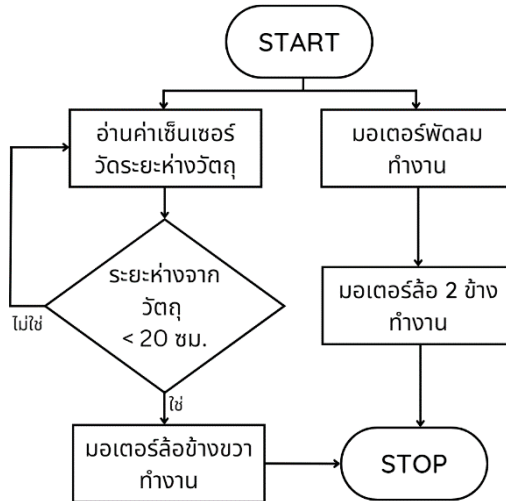 START
อ่านค่าเซ็นเซอร์
วัดระยะห่างวัตถุ
มอเตอร์พัดลม
ทำงาน
ระยะห่างจาก
วัตถุ
< 20 ซม.
ไม่ใช่
มอเตอร์ล้อ 2 ข้าง
ทำงาน
ใช่
มอเตอร์ล้อข้างขวา
ทำงาน
STOP